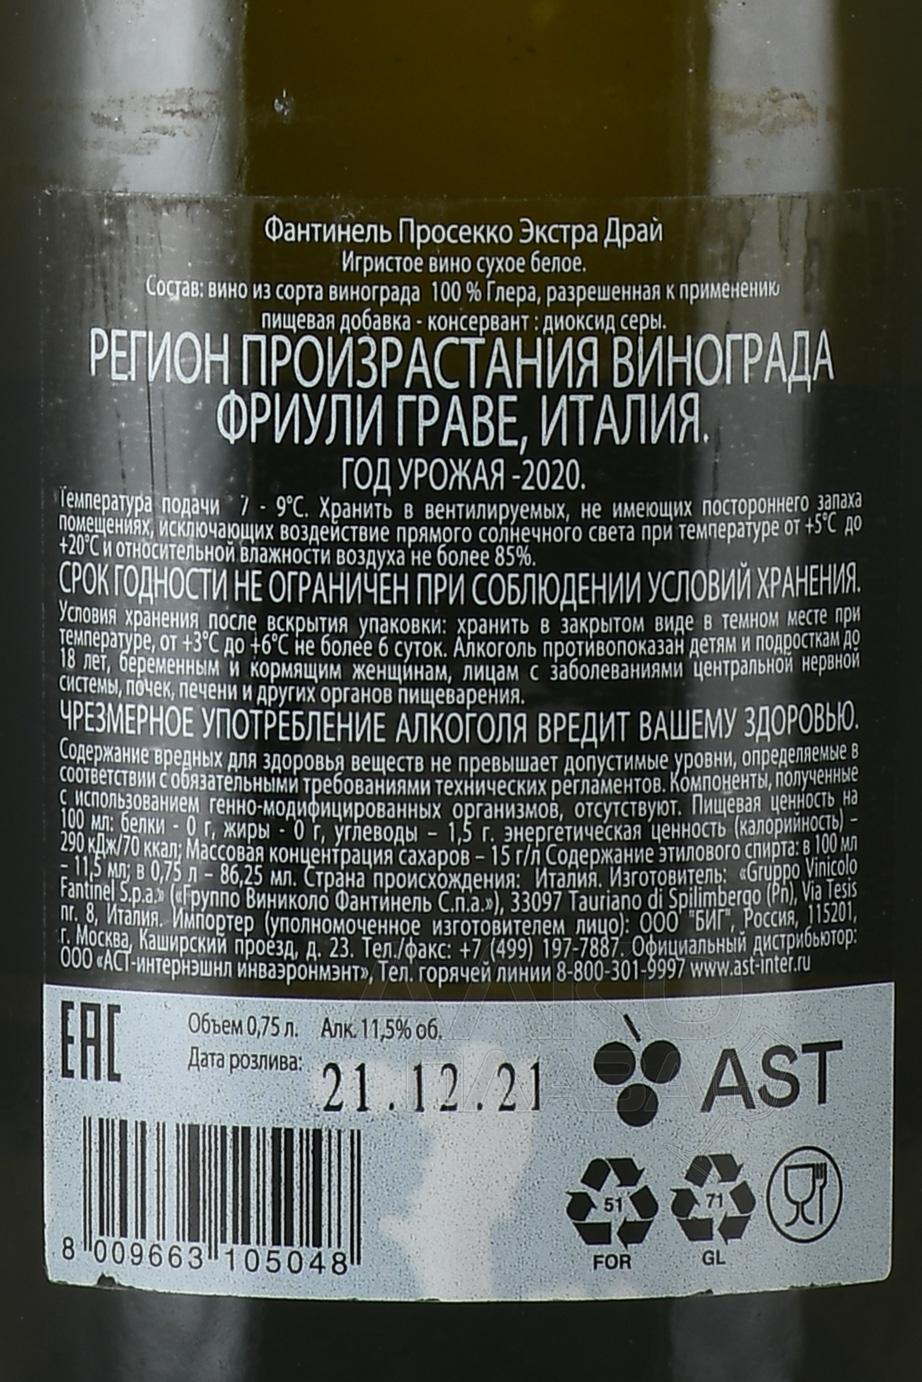 Фантинель Просекко Экстра Драй
Игристое вино сухое белое.
Состав: вино из сорта винограда 100 % Глера, разрешенная к применению
пищевая добавка - консервант : диоксид серы.
РЕГИОН ПРОИЗРАСТАНИЯ ВИНОГРАДА
ФРИУЛИ ГРАВЕ, ИТАЛИЯ.
ГОД УРОЖАЯ -2020.
Температура подачи 7 - 9°С. Хранить в вентилируемых, не имеющих постороннего запаха
помещениях, исключающих воздействие прямого солнечного света при температуре от +5°С до
+20°С и относительной влажности воздуха не более 85%.
СРОК ГОДНОСТИ НЕ ОГРАНИЧЕН ПРИ СОБЛЮДЕНИИ УСЛОВИЙ ХРАНЕНИЯ.
Условия хранения после вскрытия упаковки: хранить в закрытом виде в темном месте при
температуре, от +3°С до +6°С не более 6 суток. Алкоголь противопоказан детям и подросткам до
18 лет, беременным и кормящим женщинам, лицам с заболеваниями центральной нервной
системы, почек, печени и других органов пищеварения.
ЧРЕЗМЕРНОЕ УПОТРЕБЛЕНИЕ АЛКОГОЛЯ ВРЕДИТ ВАШЕМУ ЗДОРОВЬЮ.
Содержание вредных для здоровья веществ не превышает допустимые уровни, определяемые в
соответствии с обязательными требованиями технических регламентов. Компоненты, полученные
с использованием генно-модифицированных организмов, отсутствуют. Пищевая ценность на
100 мл: белки - 0 г, жиры - 0 г, углеводы – 1,5 г. энергетическая ценность (калорийность) –
290 кДж/70 ккал; Массовая концентрация сахаров – 15 г/л Содержание этилового спирта: в 100 мл
– 11,5 мл; в 0,75 л – 86,25 мл. Страна происхождения: Италия. Изготовитель: «Gruppo Vinicolo
Fantinel S.p.a.» («Группо Виниколо Фантинель С.п.а.»), 33097 Tauriano di Spilimbergo (Pn), Via Tesis
nr. 8, Италия. Импортер (уполномоченное изготовителем лицо): ООО "БИГ", Россия, 115201,
г. Москва, Каширский проезд, д. 23. Тел./факс: +7 (499) 197-7887. Официальный дистрибьютор:
ООО «АСТ-интернэшнл инваэронмэнт», Тел. горячей линии 8-800-301-9997 www.ast-inter.ru
ЕАС
Объем 0,75 л. Алк. 11,5% об.
Дата розлива:
21.12.21
AST
51
FOR
71
GL
8 009663 105048